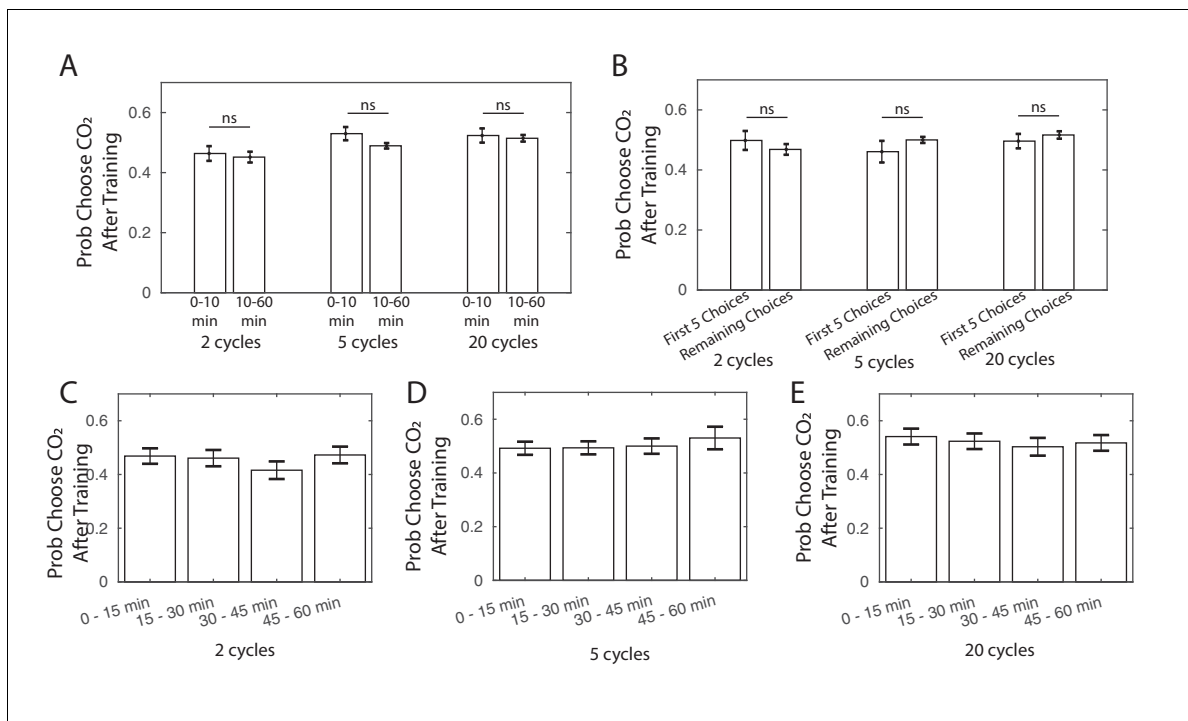 A
Prob Choose CO₂
After Training
0.6
0.4
0.2
0
ns
ns
ns
0-10
min
10-60
min
0-10
min
10-60
min
0-10
min
10-60
min
2 cycles
5 cycles
20 cycles
B
Prob Choose CO₂
After Training
0.6
0.4
0.2
0
ns
ns
ns
First 5 Choices
Remaining Choices
First 5 Choices
Remaining Choices
First 5 Choices
Remaining Choices
2 cycles
5 cycles
20 cycles
C
Prob Choose CO₂
After Training
0.6
0.4
0.2
0
0 - 15 min
15 - 30 min
30 - 45 min
45 - 60 min
2 cycles
D
Prob Choose CO₂
After Training
0.6
0.4
0.2
0
0 - 15 min
15 - 30 min
30 - 45 min
45 - 60 min
5 cycles
E
Prob Choose CO₂
After Training
0.6
0.4
0.2
0
0 - 15 min
15 - 30 min
30 - 45 min
45 - 60 min
20 cycles